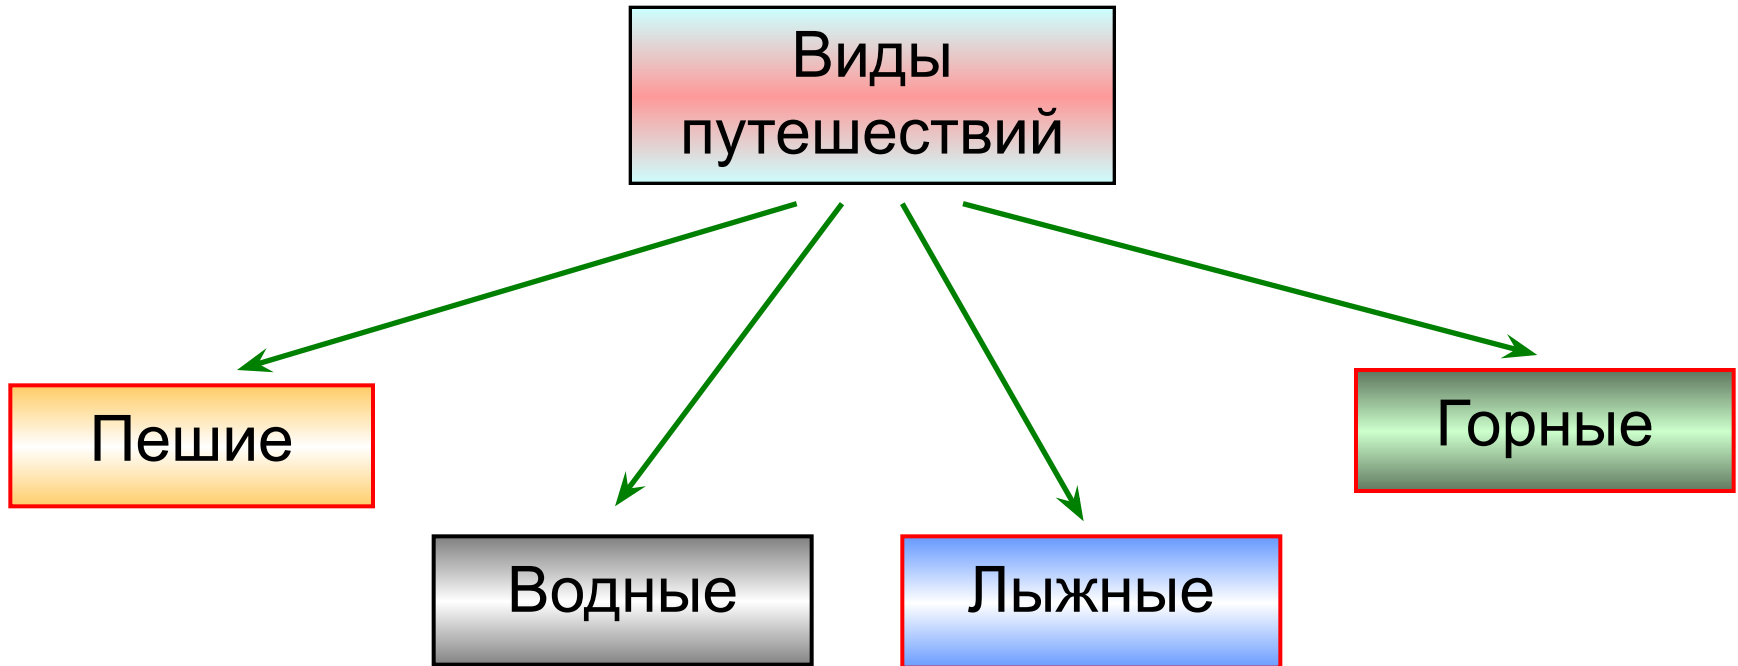 Виды
путешествий
Пешие
Водные
Лыжные
Горные